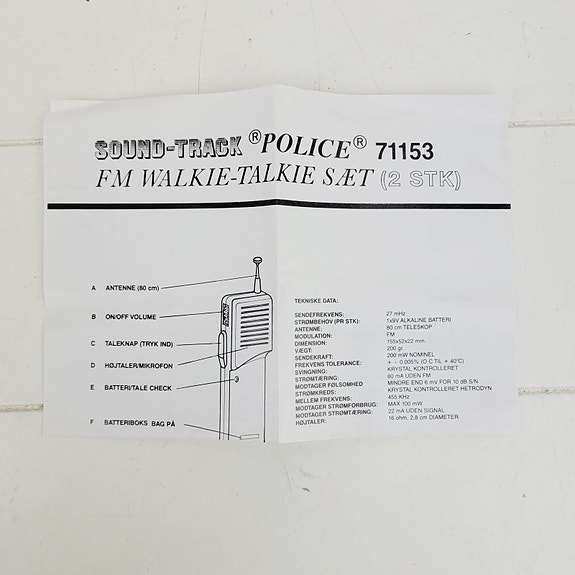 SOUND-TRACK ® POLICE ® 71153
FM WALKIE-TALKIE SÆT (2 STK)
A ANTENNE (80 cm)
B ON/OFF VOLUME
C TALEKNAP (TRYK IND)
D HØJTALER/MIKROFON
E BATTERI/TALE CHECK
F BATTERIBOKS BAG PÅ
TEKNISKE DATA:
SENDEFREKVENS: 27 mHz
STRØMBEHOV (PR STK): 1x9V ALKALINE BATTERI
ANTENNE: 80 cm TELESKOP
MODULATION: FM
DIMENSION: 155x52x22 mm.
VÆGT: 200 gr.
SENDEKRAFT: 200 mW NOMINEL
FREKVENS TOLERANCE: + - 0.005% (O C TIL + 40°C)
SVINGNING: KRYSTAL KONTROLLERET
STRØMTÆRING: 80 mA UDEN FM
MODTAGER FØLSOMHED MINDRE END 6 mV FOR 10 dB S/N
STRØMKREDS: KRYSTAL KONTROLLERET HETRODYN
MELLEM FREKVENS: 455 KHz
MODTAGER STRØMFORBRUG: MAX 100 mW
MODTAGER STRØMTÆRING: 22 mA UDEN SIGNAL
HØJTALER: 16 ohm, 2,8 cm DIAMETER